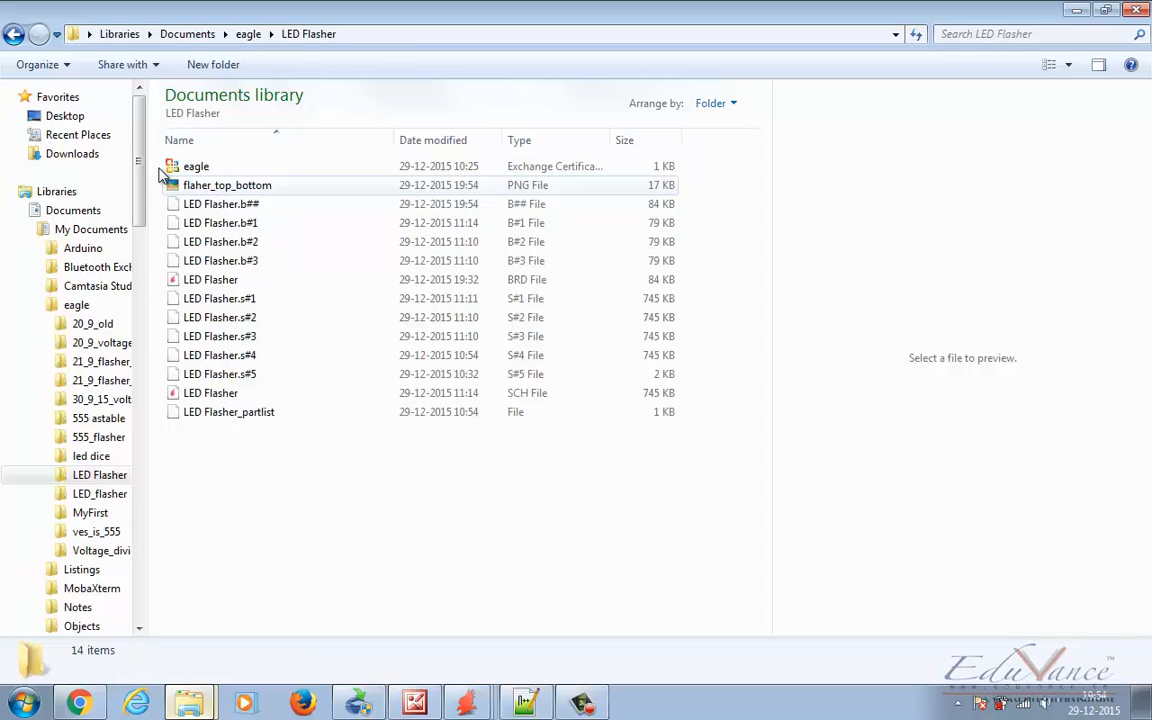 Libraries
Documents
eagle
LED Flasher
Search LED Flasher
Organize
Share with
New folder
Favorites
Desktop
Recent Places
Downloads
Libraries
Documents
My Documents
Arduino
Bluetooth Exc
Camtasia Stud
eagle
20_9_old
20_9_voltage
21_9_flasher_
21_9_flasher_
30_9_15_volt
555 astable
555_flasher
led dice
LED Flasher
LED_flasher
MyFirst
ves_is_555
Voltage_divi
Listings
MobaXterm
Notes
Objects
Documents library
LED Flasher
Arrange by: Folder
Name Date modified Type Size
eagle 29-12-2015 10:25 Exchange Certifica... 1 KB
flaher_top_bottom 29-12-2015 19:54 PNG File 17 KB
LED Flasher.b## 29-12-2015 19:54 B## File 84 KB
LED Flasher.b#1 29-12-2015 11:14 B#1 File 79 KB
LED Flasher.b#2 29-12-2015 11:10 B#2 File 79 KB
LED Flasher.b#3 29-12-2015 11:10 B#3 File 79 KB
LED Flasher 29-12-2015 19:32 BRD File 84 KB
LED Flasher.s#1 29-12-2015 11:11 S#1 File 745 KB
LED Flasher.s#2 29-12-2015 11:10 S#2 File 745 KB
LED Flasher.s#3 29-12-2015 11:10 S#3 File 745 KB
LED Flasher.s#4 29-12-2015 10:54 S#4 File 745 KB
LED Flasher.s#5 29-12-2015 10:32 S#5 File 2 KB
LED Flasher 29-12-2015 11:14 SCH File 745 KB
LED Flasher_partlist 29-12-2015 10:54 File 1 KB
Select a file to preview.
14 items
EduVance™
19:54
29-12-2015